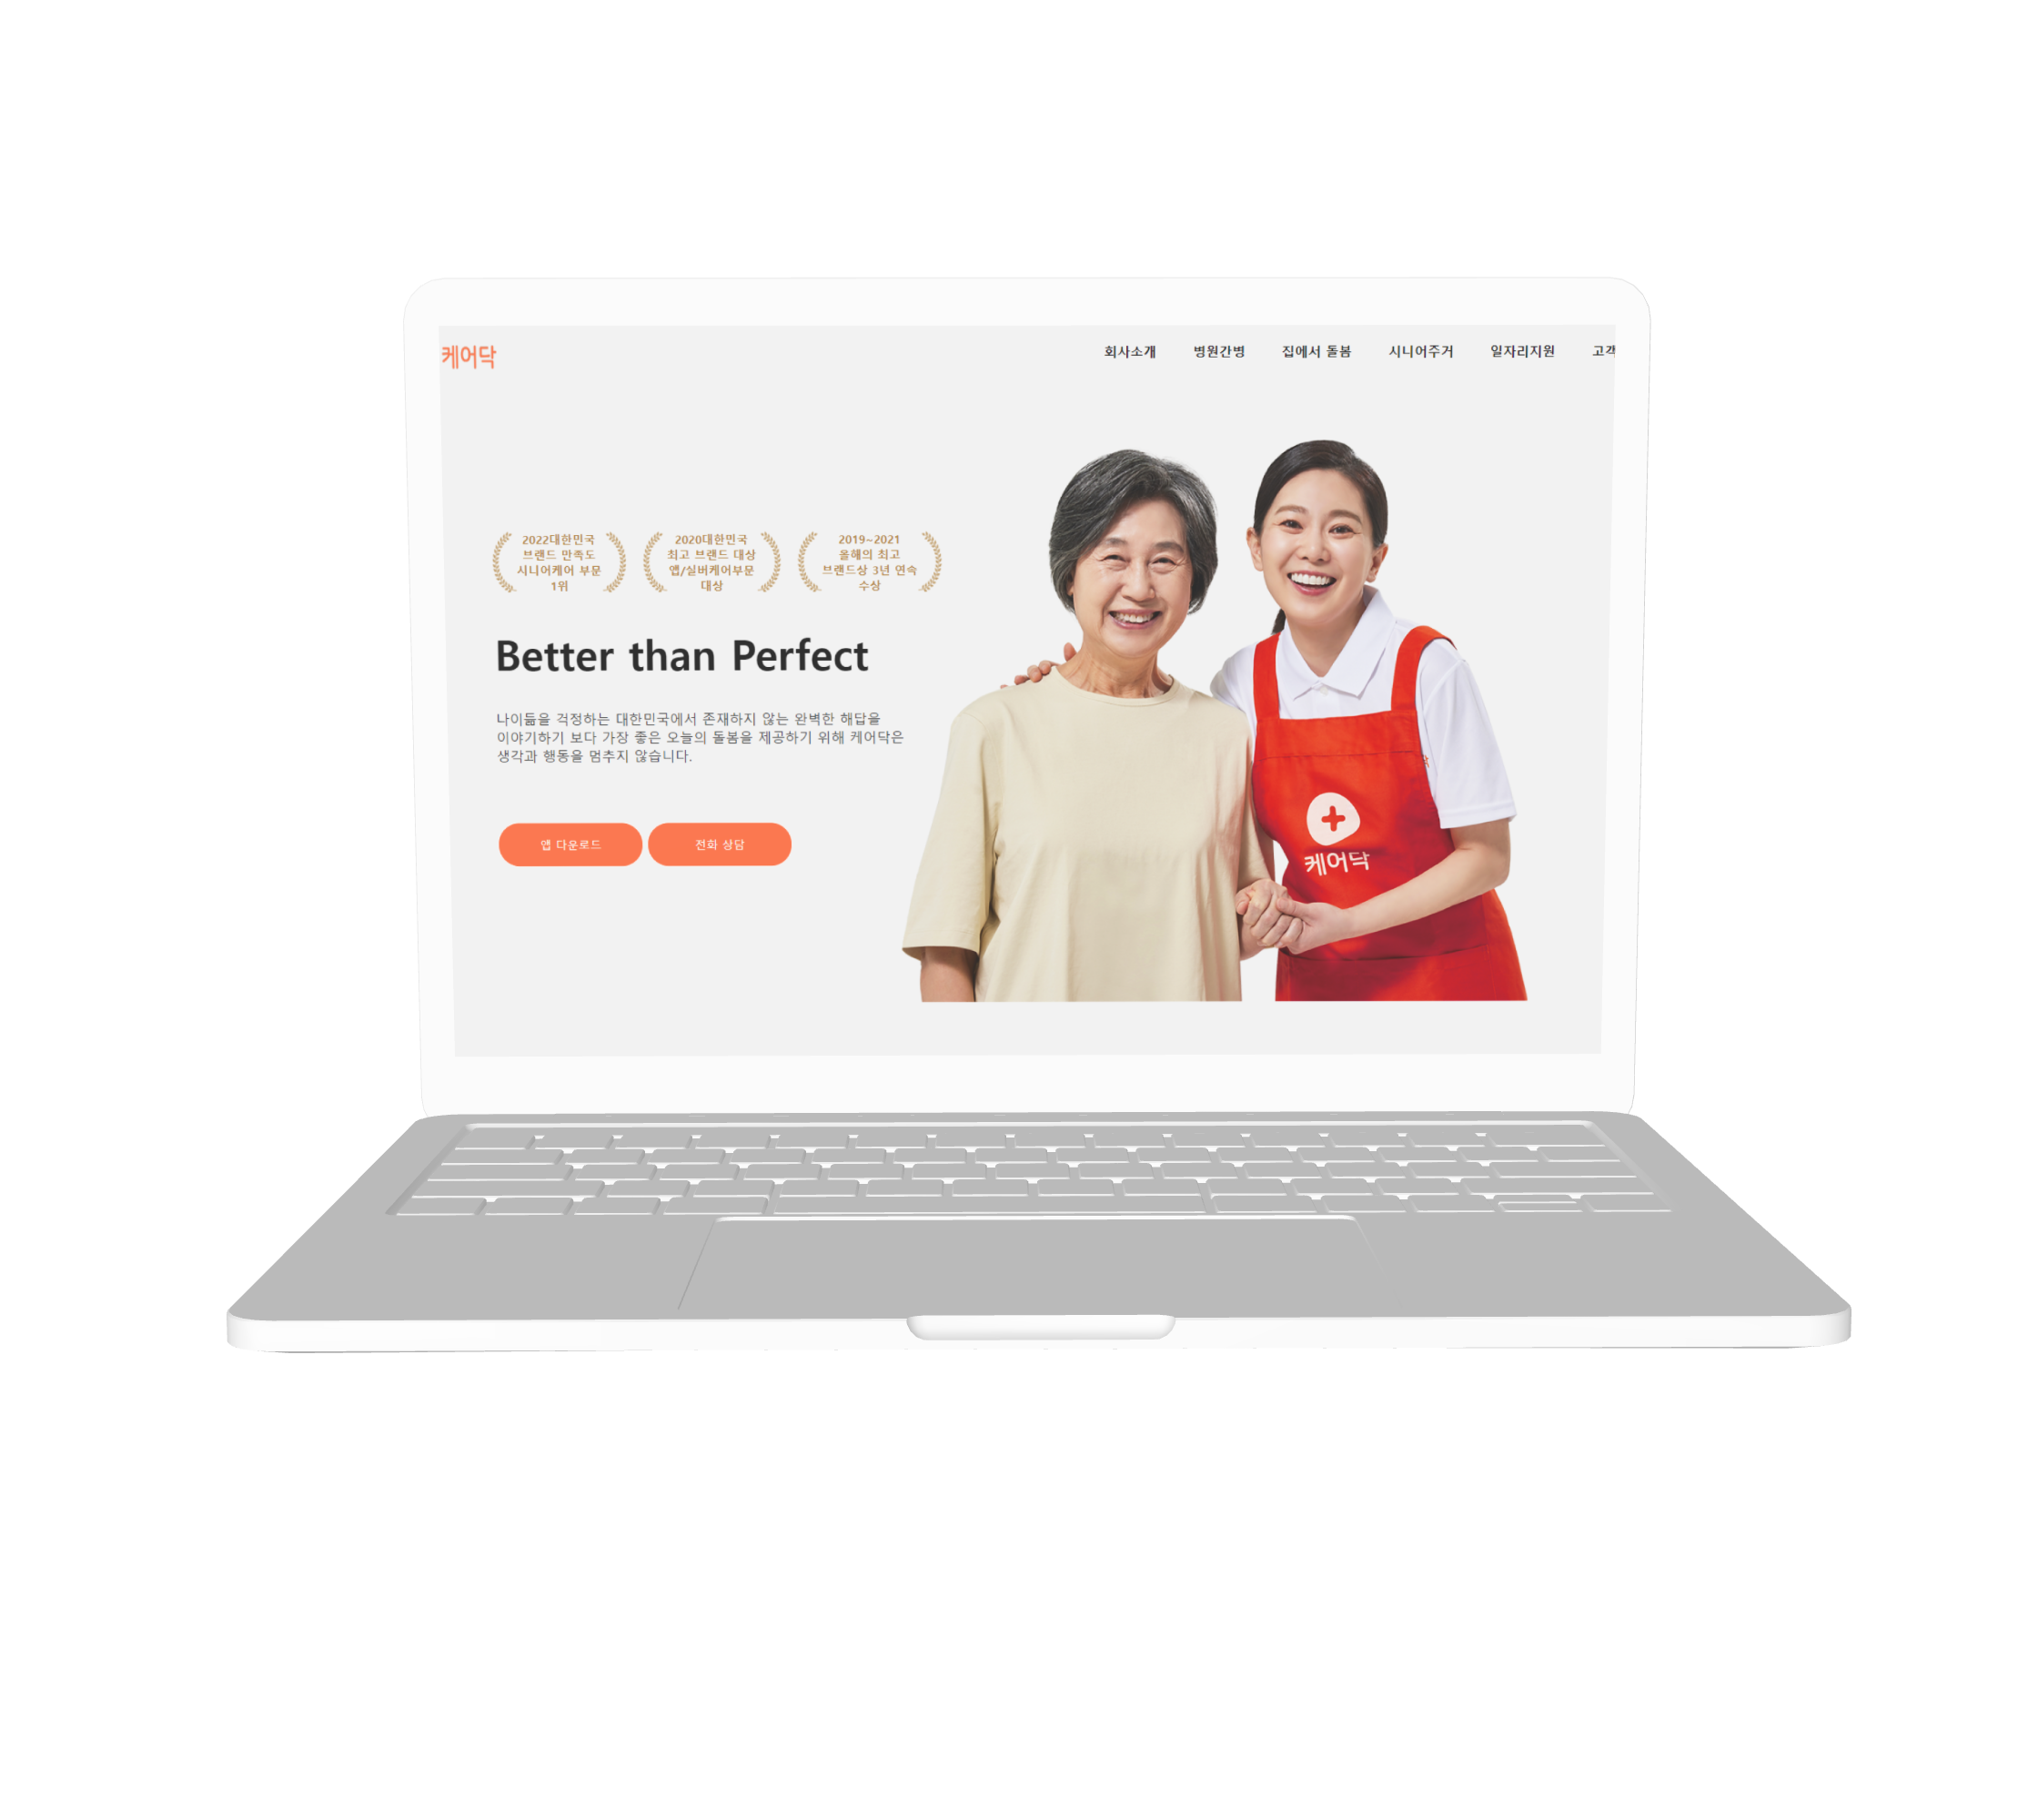 케어닥
회사소개 병원간병 집에서 돌봄 시니어주거 일자리지원 고객
2022대한민국
브랜드 만족도
시니어케어 부문
1위
2020대한민국
최고 브랜드 대상
앱/실버케어부문
대상
2019~2021
올해의 최고
브랜드상 3년 연속
수상
Better than Perfect
나이듦을 걱정하는 대한민국에서 존재하지 않는 완벽한 해답을
이야기하기 보다 가장 좋은 오늘의 돌봄을 제공하기 위해 케어닥은
생각과 행동을 멈추지 않습니다.
앱 다운로드 전화 상담
케어닥